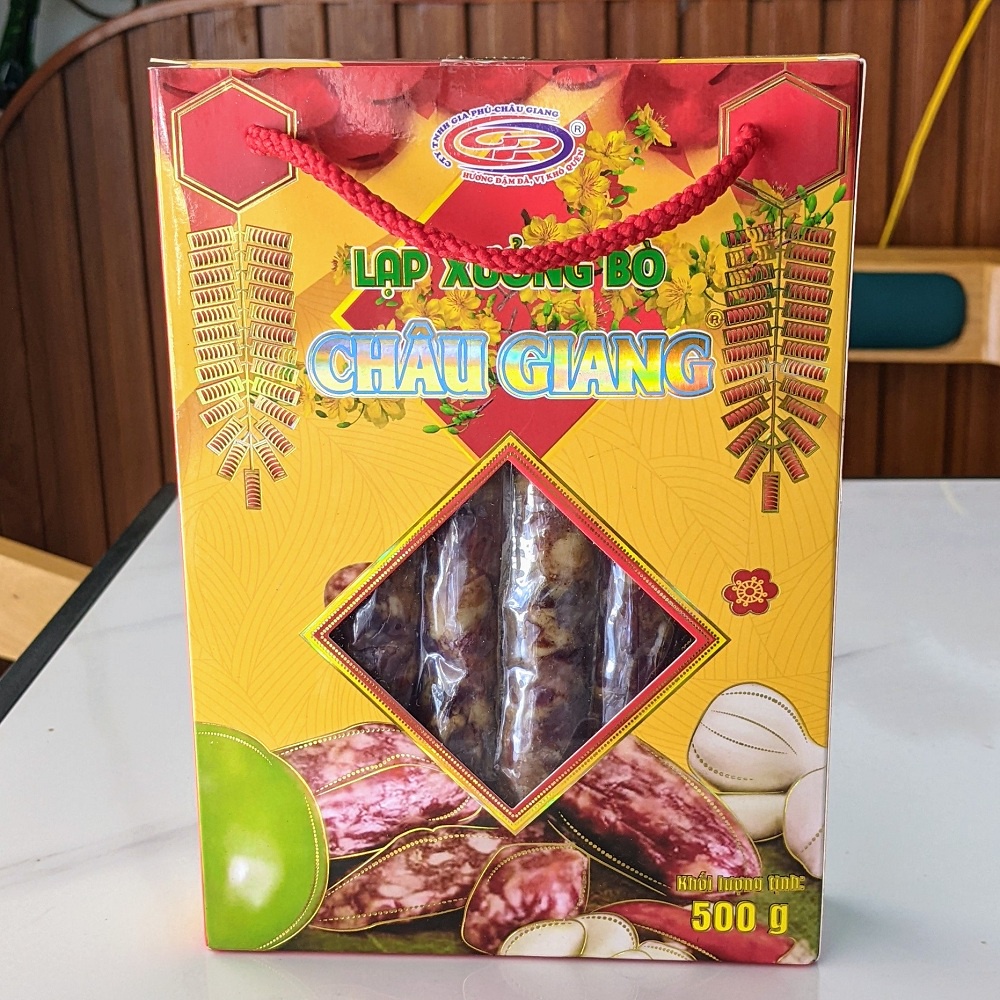 CTY TNHH GIA PHÚ-CHÂU GIANG
®
HƯƠNG ĐẬM ĐÀ, VỊ KHÓ QUÊN
LẠP XƯỞNG BÒ
CHÂU GIANG®
Khối lượng tịnh:
500 g